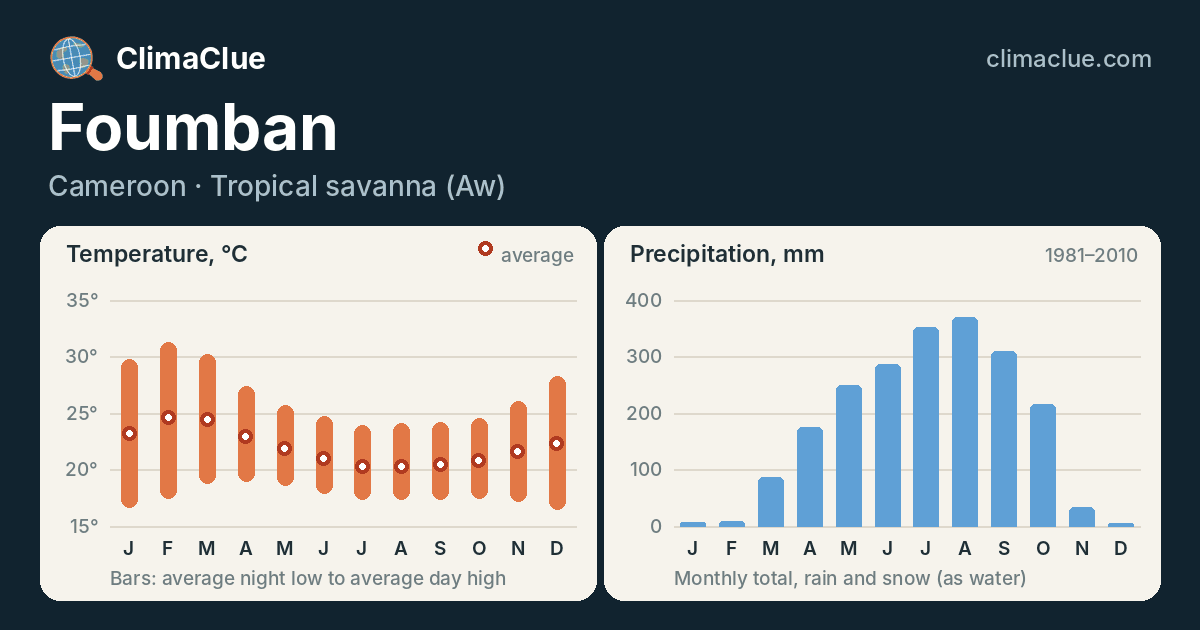 ClimaClue
climaclue.com
Foumban
Cameroon · Tropical savanna (Aw)
Temperature, °C
average
35°
30°
25°
20°
15°
J F M A M J J A S O N D
Bars: average night low to average day high
Precipitation, mm
1981–2010
400
300
200
100
0
J F M A M J J A S O N D
Monthly total, rain and snow (as water)